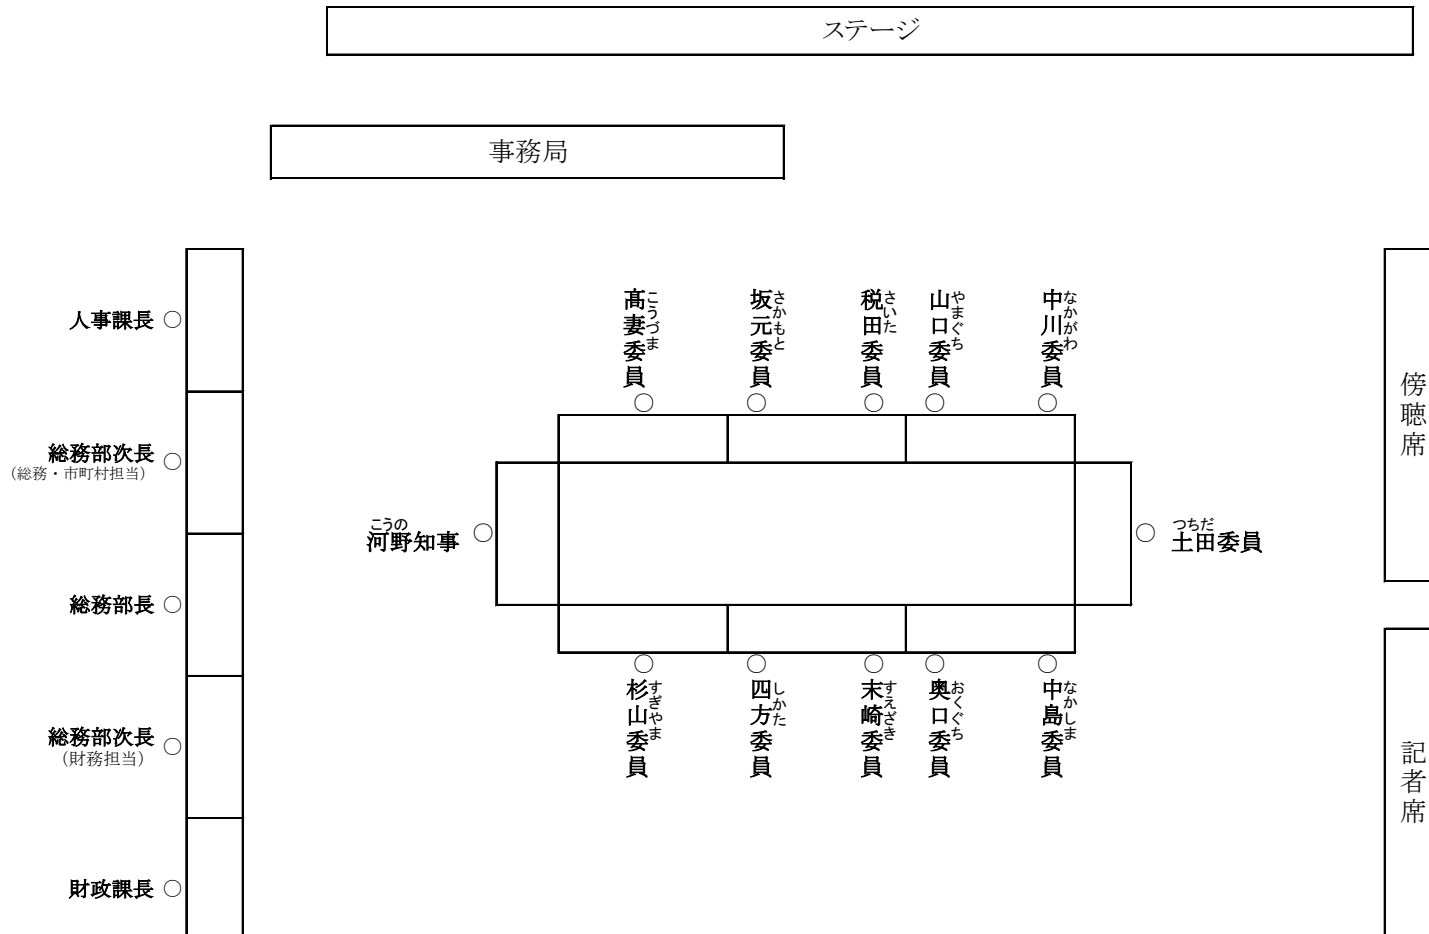 ステージ
事務局
人事課長 ○
総務部次長 ○
（総務・市町村担当）
総務部長 ○
総務部次長 ○
（財務担当）
財政課長 ○
こうづま
髙妻委員 ○
さかもと
坂元委員 ○
さいた
税田委員 ○
やまぐち
山口委員 ○
なかがわ
中川委員 ○
こうの
河野知事 ○
つちだ
○ 土田委員
すぎやま
○ 杉山委員
しかた
○ 四方委員
すえざき
○ 末崎委員
おくぐち
○ 奥口委員
なかしま
○ 中島委員
傍聴席
記者席